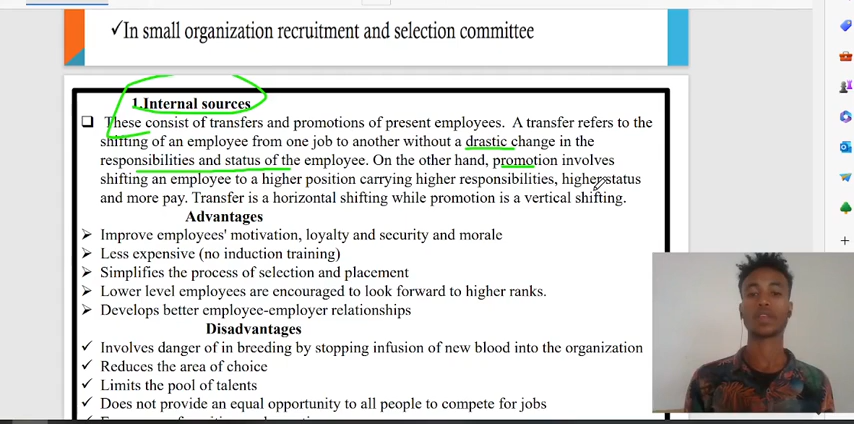 ✓In small organization recruitment and selection committee
1.Internal sources
❑ These consist of transfers and promotions of present employees. A transfer refers to the
shifting of an employee from one job to another without a drastic change in the
responsibilities and status of the employee. On the other hand, promotion involves
shifting an employee to a higher position carrying higher responsibilities, higher status
and more pay. Transfer is a horizontal shifting while promotion is a vertical shifting.
Advantages
➢ Improve employees' motivation, loyalty and security and morale
➢ Less expensive (no induction training)
➢ Simplifies the process of selection and placement
➢ Lower level employees are encouraged to look forward to higher ranks.
➢ Develops better employee-employer relationships
Disadvantages
✓ Involves danger of in breeding by stopping infusion of new blood into the organization
✓ Reduces the area of choice
✓ Limits the pool of talents
✓ Does not provide an equal opportunity to all people to compete for jobs